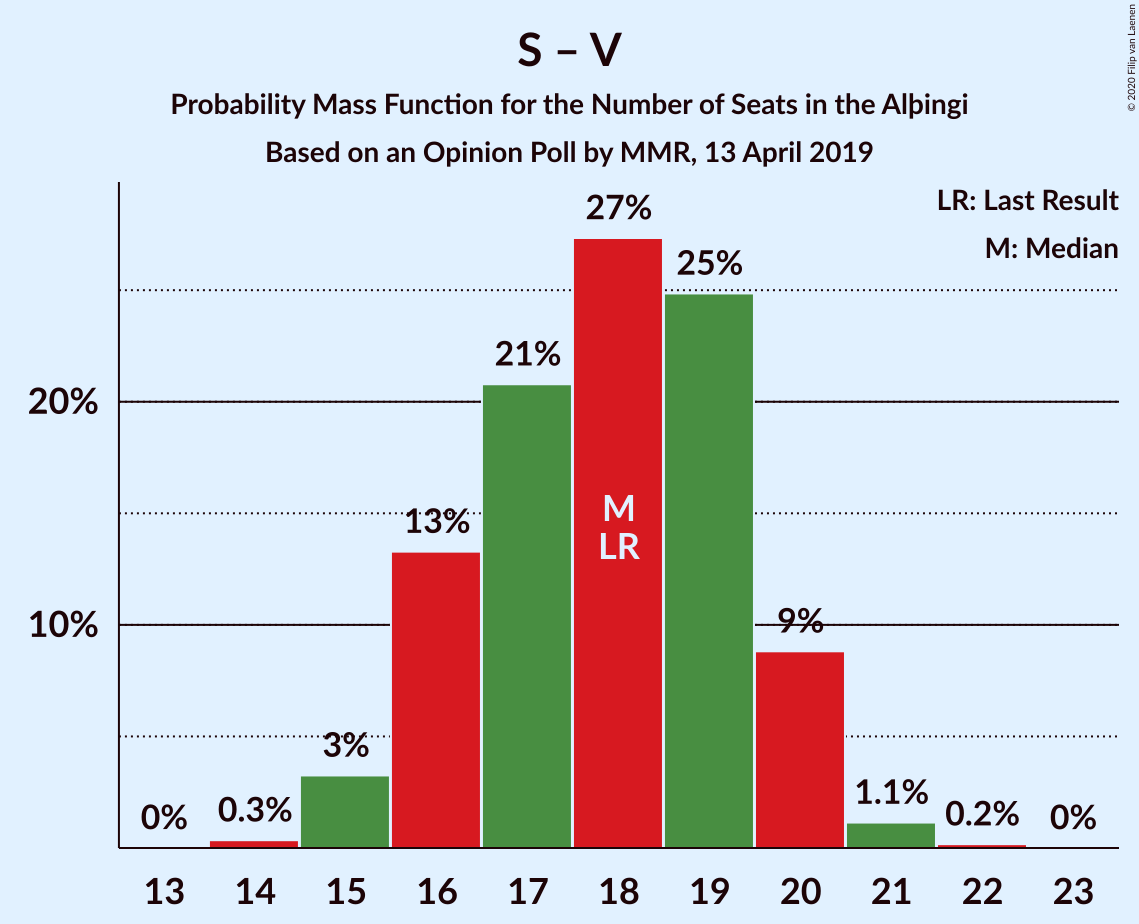 S – V
Probability Mass Function for the Number of Seats in the Alþingi
Based on an Opinion Poll by MMR, 13 April 2019
© 2020 Filip van Laenen
LR: Last Result
M: Median
20%
10%
0%
0.3%
3%
13%
21%
27%
25%
9%
1.1%
0.2%
0%
M
LR
13 14 15 16 17 18 19 20 21 22 23